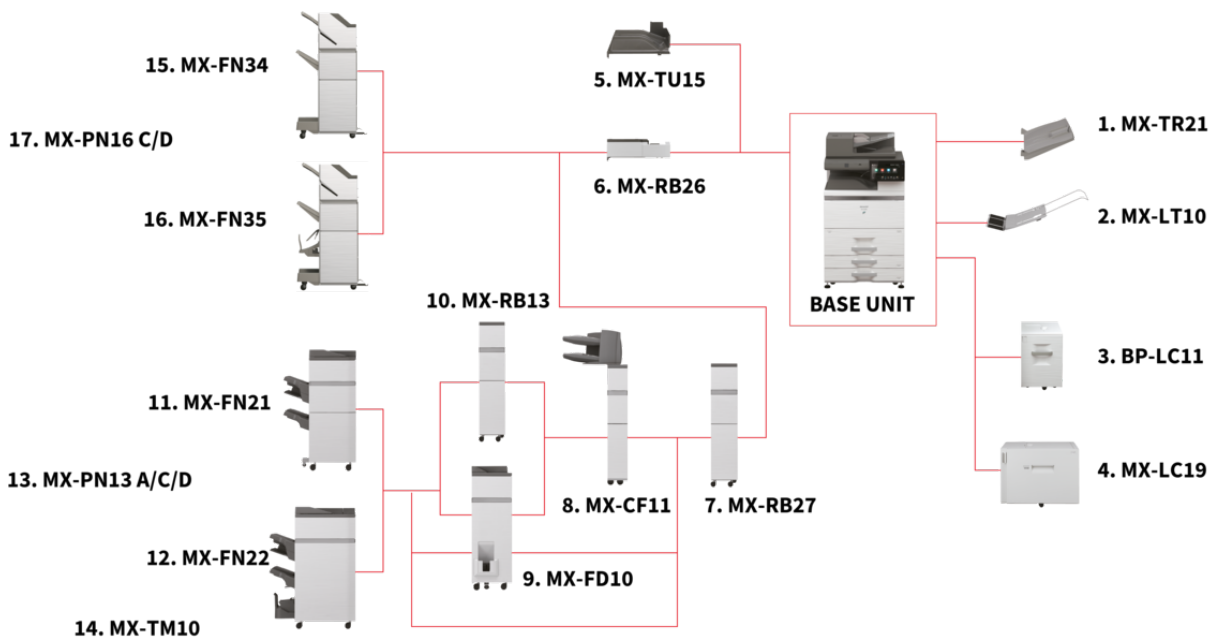 15. MX-FN34
5. MX-TU15
1. MX-TR21
17. MX-PN16 C/D
6. MX-RB26
16. MX-FN35
2. MX-LT10
BASE UNIT
10. MX-RB13
3. BP-LC11
11. MX-FN21
13. MX-PN13 A/C/D
8. MX-CF11
7. MX-RB27
4. MX-LC19
12. MX-FN22
9. MX-FD10
14. MX-TM10